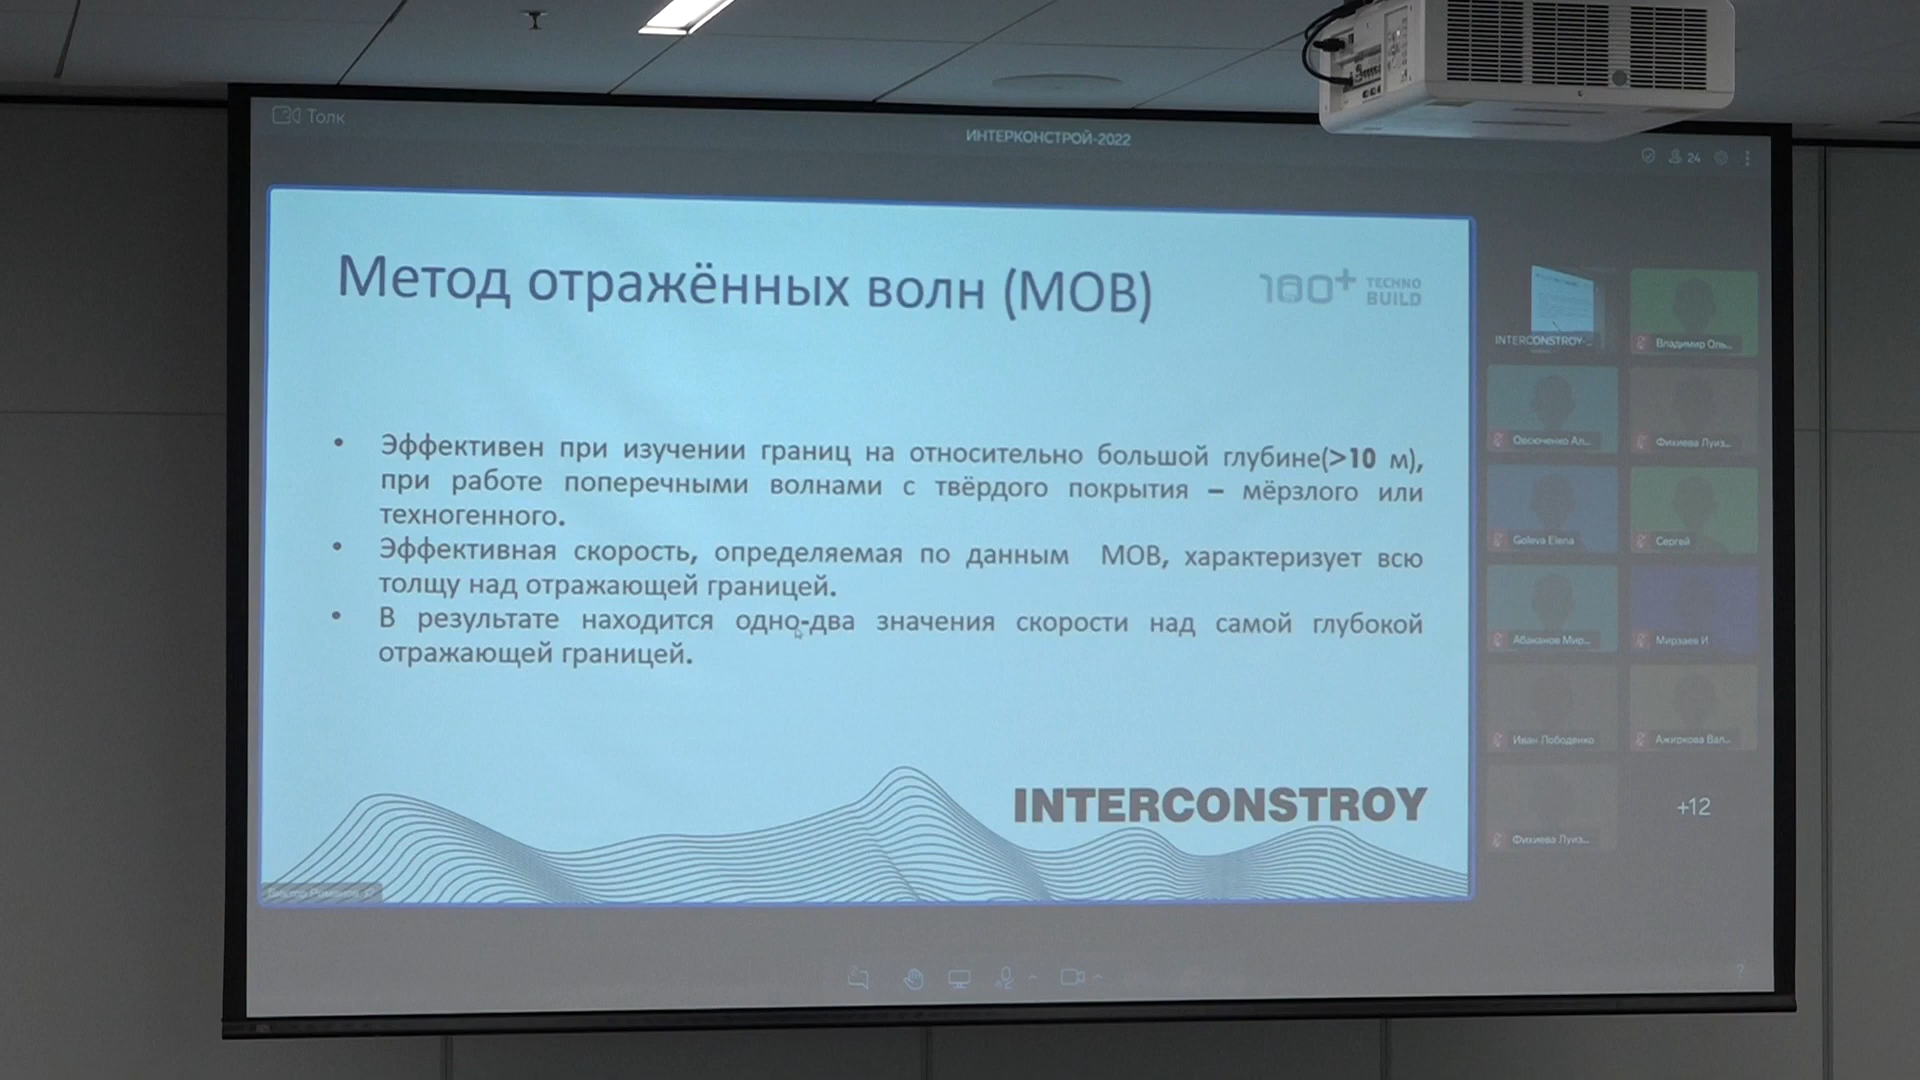 Толк
ИНТЕРКОНСТРОЙ-2022
24
Метод отражённых волн (МОВ)
100+ TECHNO
BUILD
• Эффективен при изучении границ на относительно большой глубине(>10 м),
при работе поперечными волнами с твёрдого покрытия – мёрзлого или
техногенного.
• Эффективная скорость, определяемая по данным МОВ, характеризует всю
толщу над отражающей границей.
• В результате находится одно-два значения скорости над самой глубокой
отражающей границей.
INTERCONSTROY
INTERCONSTROY-...
Владимир Оль...
Овсюченко Ал...
Фихиева Луиз...
Goleva Elena
Сергей
Абаканов Мир...
Мирзаев И
Иван Лободенко
Ажиркова Вал...
Фихиева Луиз...
+12
?